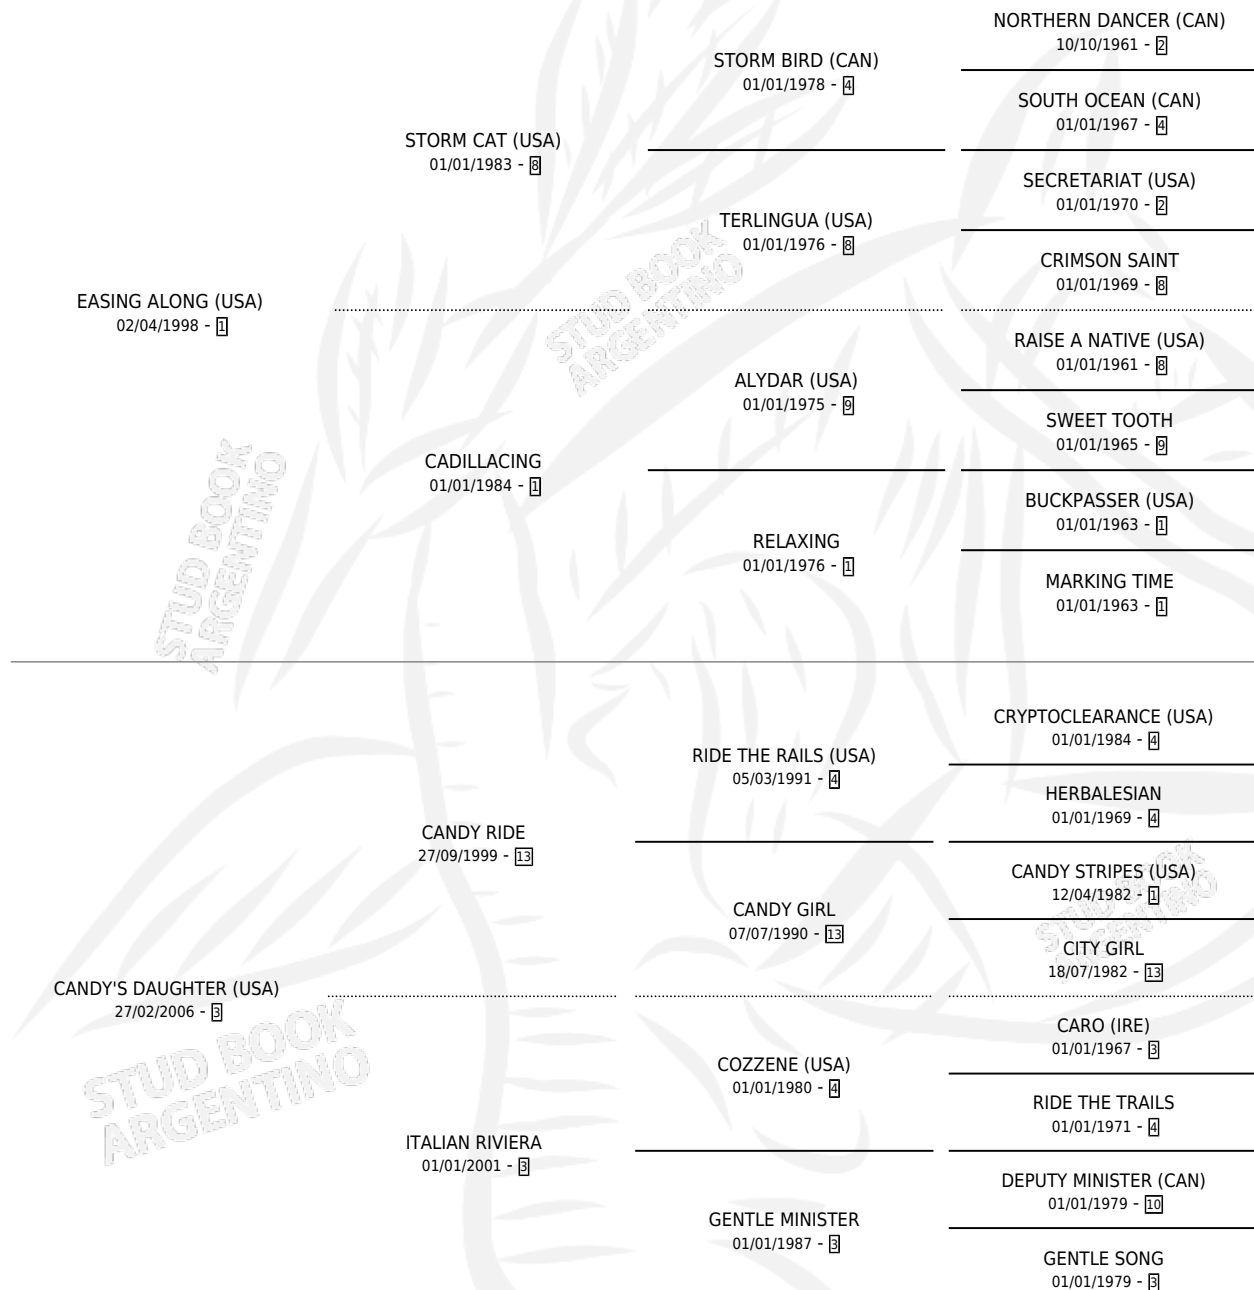 EASING ALONG (USA)
02/04/1998 - 1
STORM CAT (USA)
01/01/1983 - 8
CADILLACING
01/01/1984 - 1
STORM BIRD (CAN)
01/01/1978 - 4
TERLINGUA (USA)
01/01/1976 - 8
ALYDAR (USA)
01/01/1975 - 9
RELAXING
01/01/1976 - 1
NORTHERN DANCER (CAN)
10/10/1961 - 2
SOUTH OCEAN (CAN)
01/01/1967 - 4
SECRETARIAT (USA)
01/01/1970 - 2
CRIMSON SAINT
01/01/1969 - 8
RAISE A NATIVE (USA)
01/01/1961 - 8
SWEET TOOTH
01/01/1965 - 9
BUCKPASSER (USA)
01/01/1963 - 1
MARKING TIME
01/01/1963 - 1
STUD BOOK
ARGENTINO
STUD BOOK
ARGENTINO
CANDY'S DAUGHTER (USA)
27/02/2006 - 3
CANDY RIDE
27/09/1999 - 13
ITALIAN RIVIERA
01/01/2001 - 3
RIDE THE RAILS (USA)
05/03/1991 - 4
CANDY GIRL
07/07/1990 - 13
COZZENE (USA)
01/01/1980 - 4
GENTLE MINISTER
01/01/1987 - 3
CRYPTOCLEARANCE (USA)
01/01/1984 - 4
HERBALESIAN
01/01/1969 - 4
CANDY STRIPES (USA)
12/04/1982 - 1
CITY GIRL
18/07/1982 - 13
CARO (IRE)
01/01/1967 - 3
RIDE THE TRAILS
01/01/1971 - 4
DEPUTY MINISTER (CAN)
01/01/1979 - 10
GENTLE SONG
01/01/1979 - 3
STUD BOOK
ARGENTINO
STUD BOOK
ARGENTINO